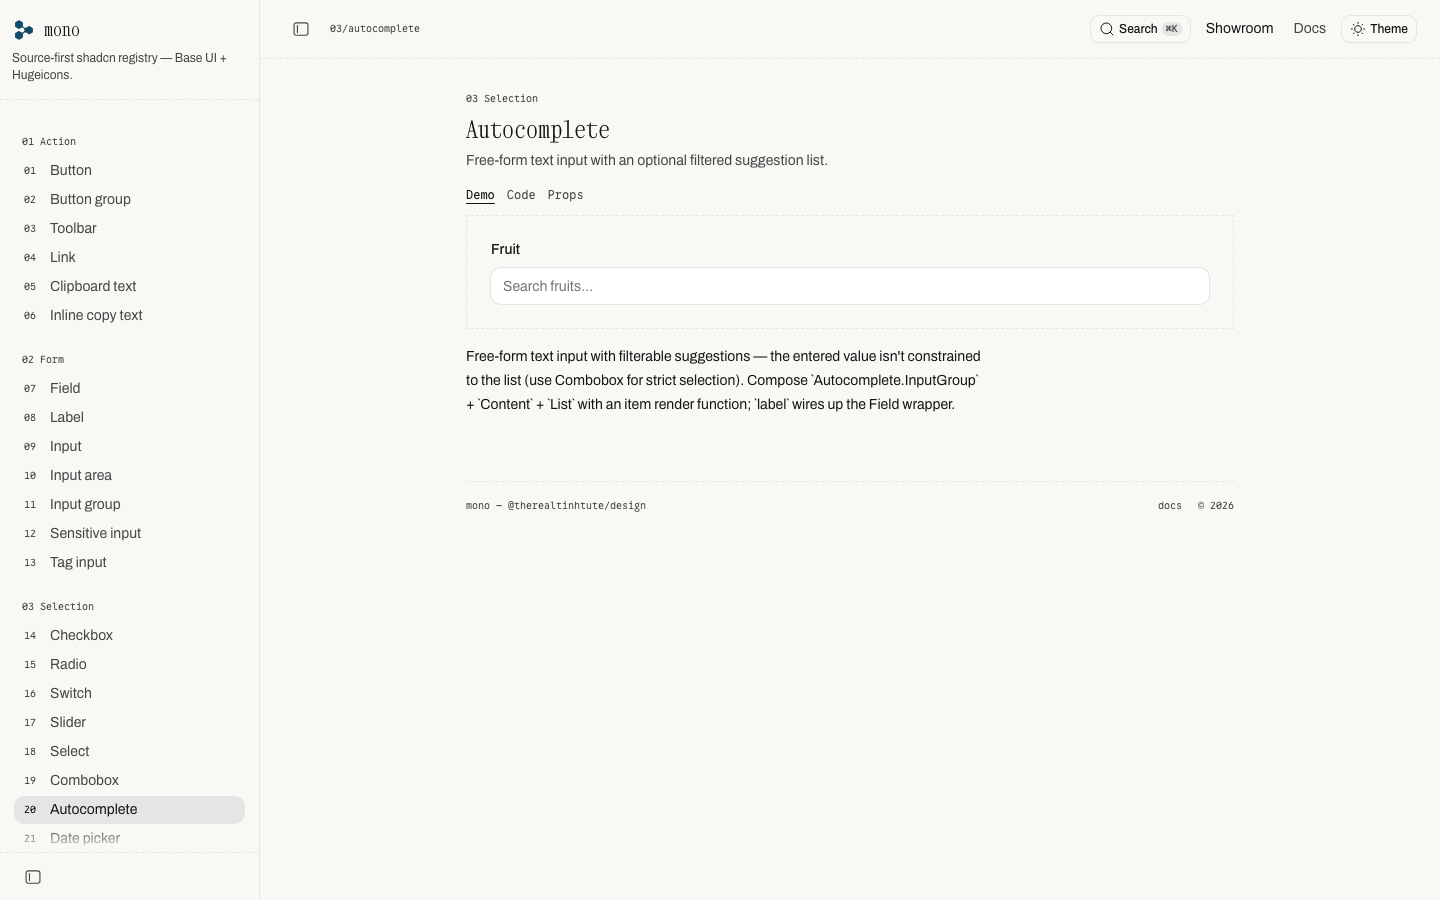 mono
Source-first shadcn registry — Base UI +
Hugeicons.
01 Action
01 Button
02 Button group
03 Toolbar
04 Link
05 Clipboard text
06 Inline copy text
02 Form
07 Field
08 Label
09 Input
10 Input area
11 Input group
12 Sensitive input
13 Tag input
03 Selection
14 Checkbox
15 Radio
16 Switch
17 Slider
18 Select
19 Combobox
20 Autocomplete
21 Date picker
03/autocomplete
Search ⌘K
Showroom
Docs
Theme
03 Selection
Autocomplete
Free-form text input with an optional filtered suggestion list.
Demo Code Props
Fruit
Search fruits...
Free-form text input with filterable suggestions — the entered value isn't constrained
to the list (use Combobox for strict selection). Compose `Autocomplete.InputGroup`
+ `Content` + `List` with an item render function; `label` wires up the Field wrapper.
mono — @therealtinhtute/design
docs © 2026